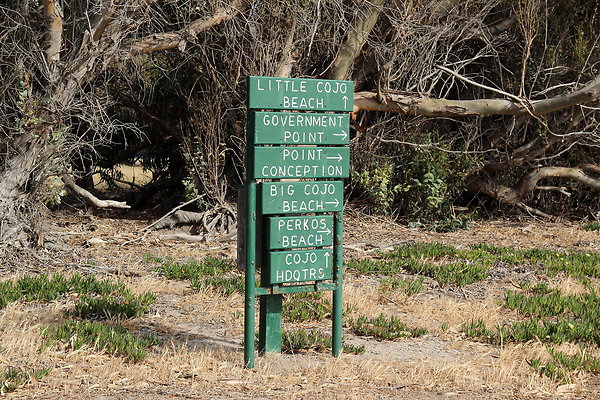 LITTLE COJO
BEACH ↑
GOVERNMENT
POINT →
POINT →
CONCEPTION
BIG COJO
BEACH →
PERKOS →
BEACH
COJO ↑
HDQTRS